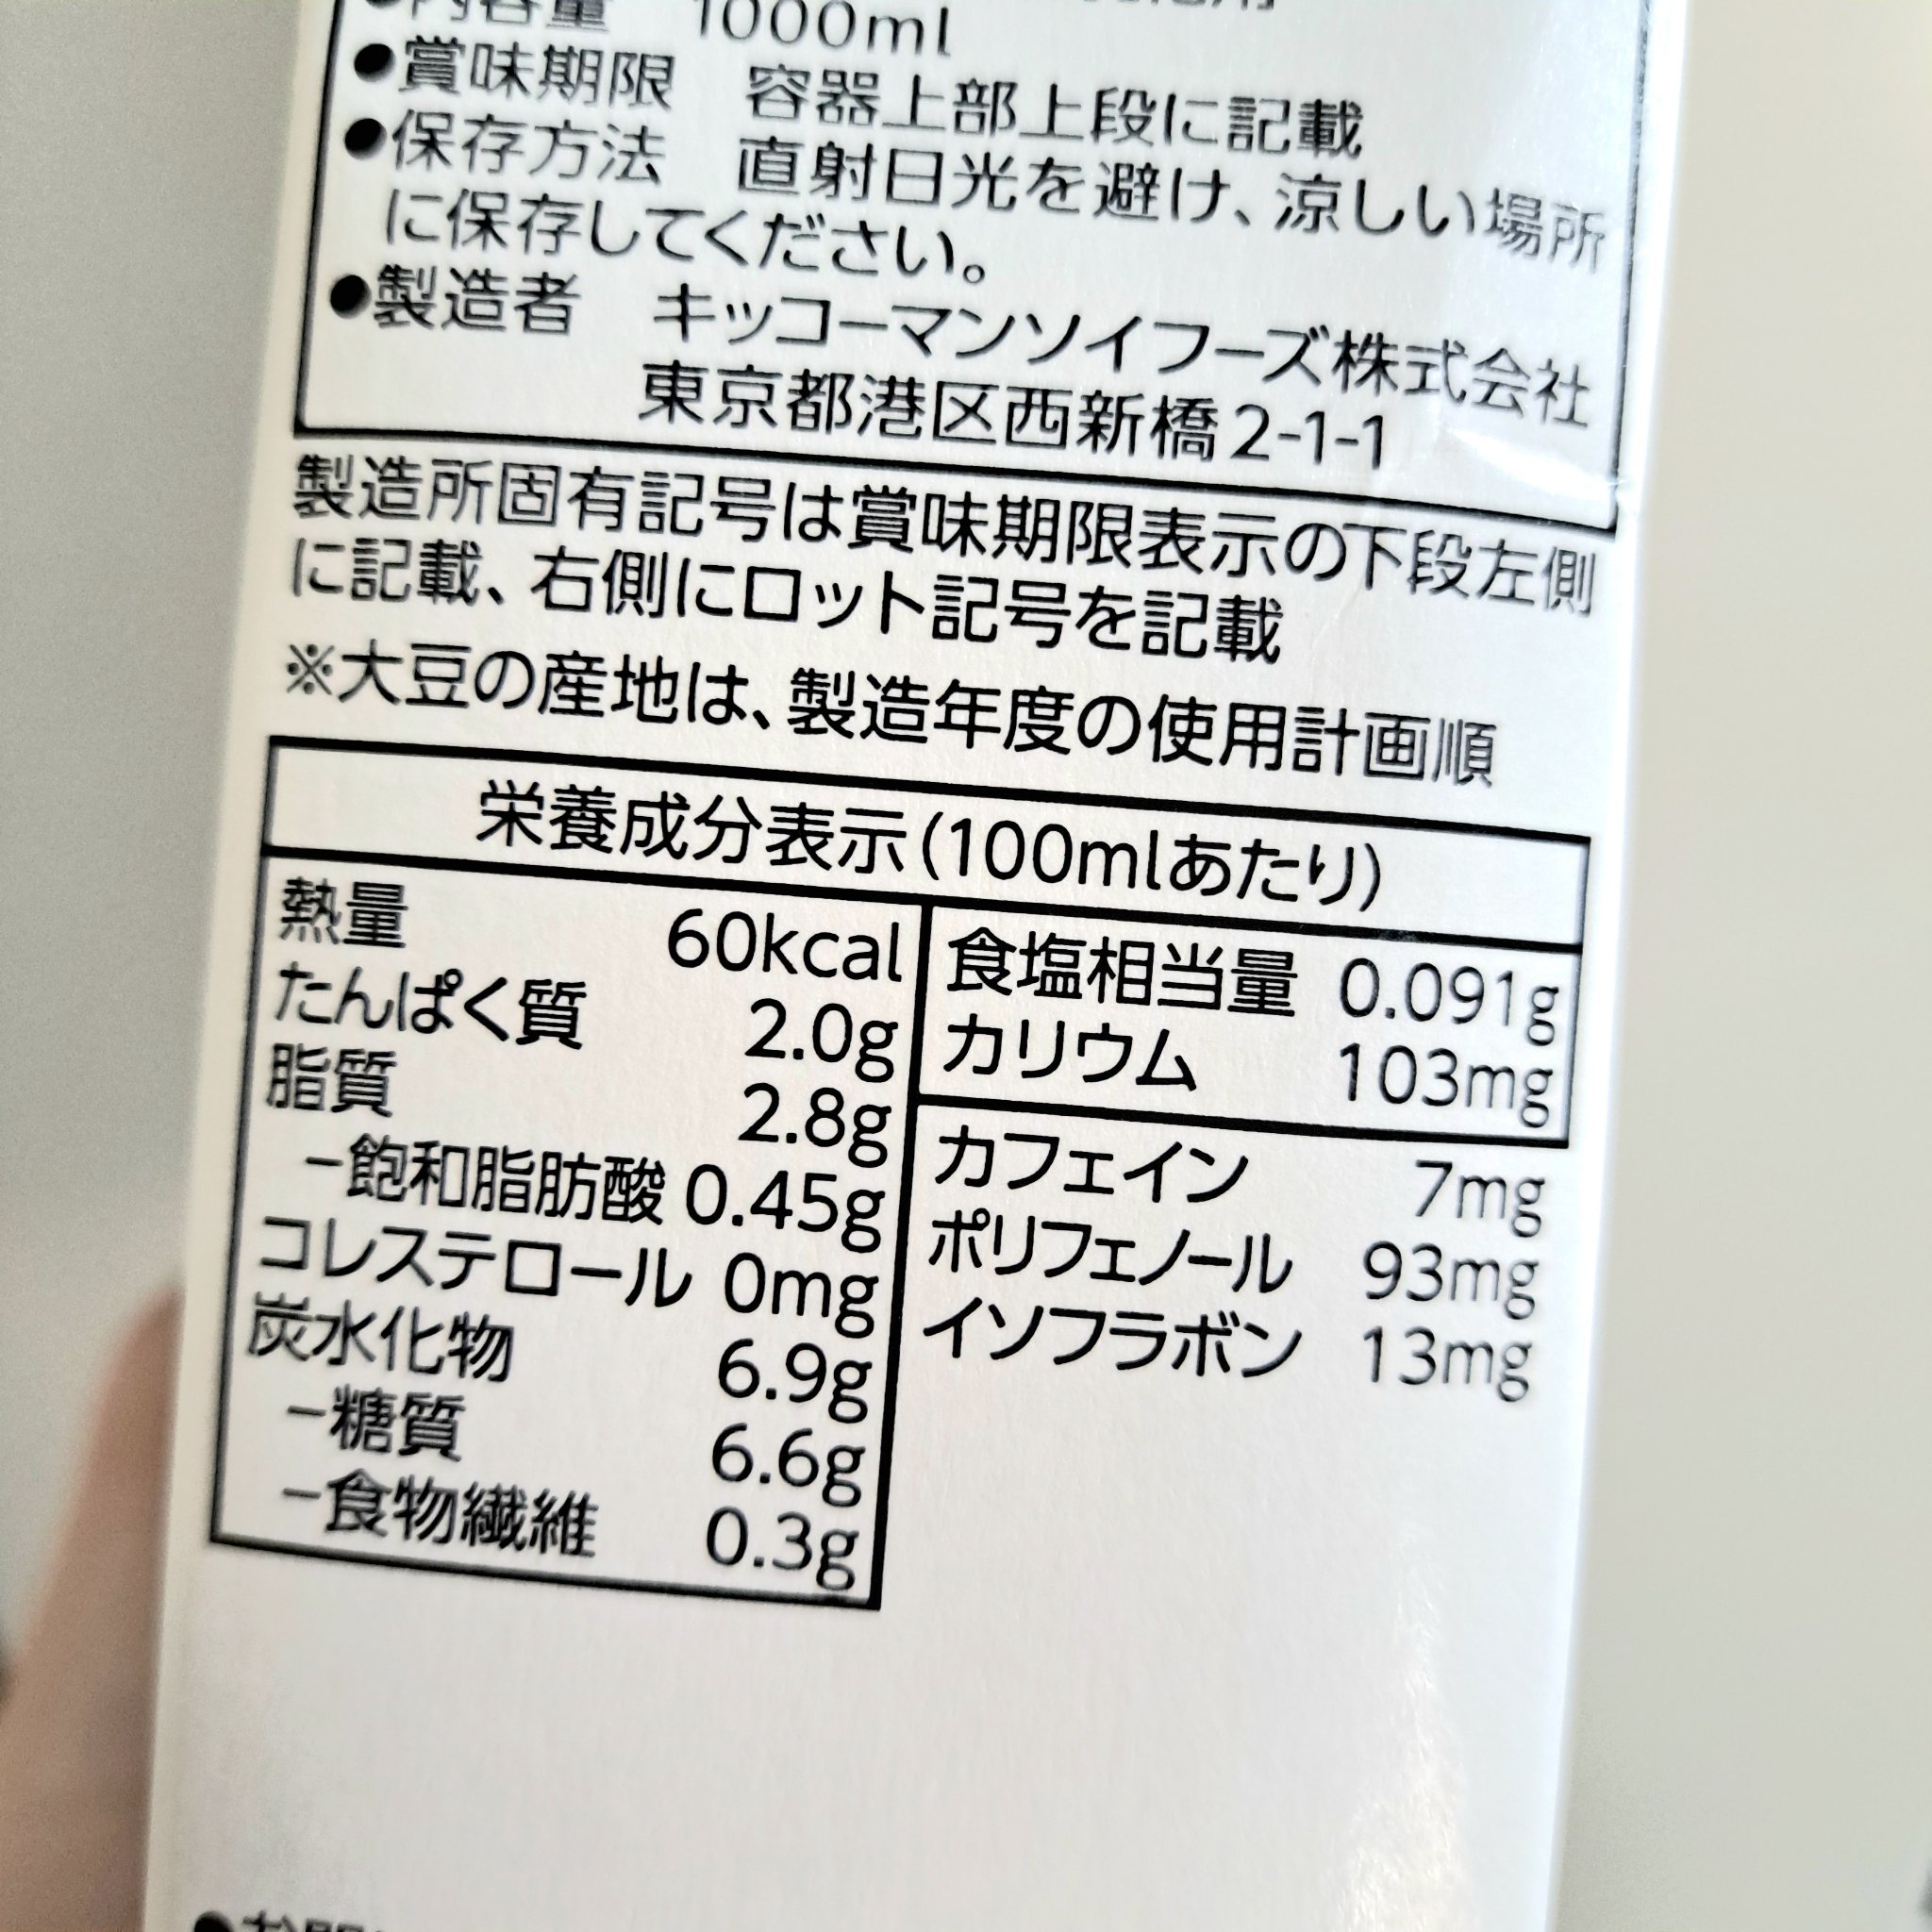 ●内容量 1000ml
●賞味期限 容器上部上段に記載
●保存方法 直射日光を避け、涼しい場所
に保存してください。
●製造者 キッコーマンソイフーズ株式会社
東京都港区西新橋2-1-1
製造所固有記号は賞味期限表示の下段左側
に記載、右側にロット記号を記載
※大豆の産地は、製造年度の使用計画順
栄養成分表示(100mlあたり)
熱量 60kcal
たんぱく質 2.0g
脂質 2.8g
−飽和脂肪酸 0.45g
コレステロール 0mg
炭水化物 6.9g
−糖質 6.6g
−食物繊維 0.3g
食塩相当量 0.091g
カリウム 103mg
カフェイン 7mg
ポリフェノール 93mg
イソフラボン 13mg